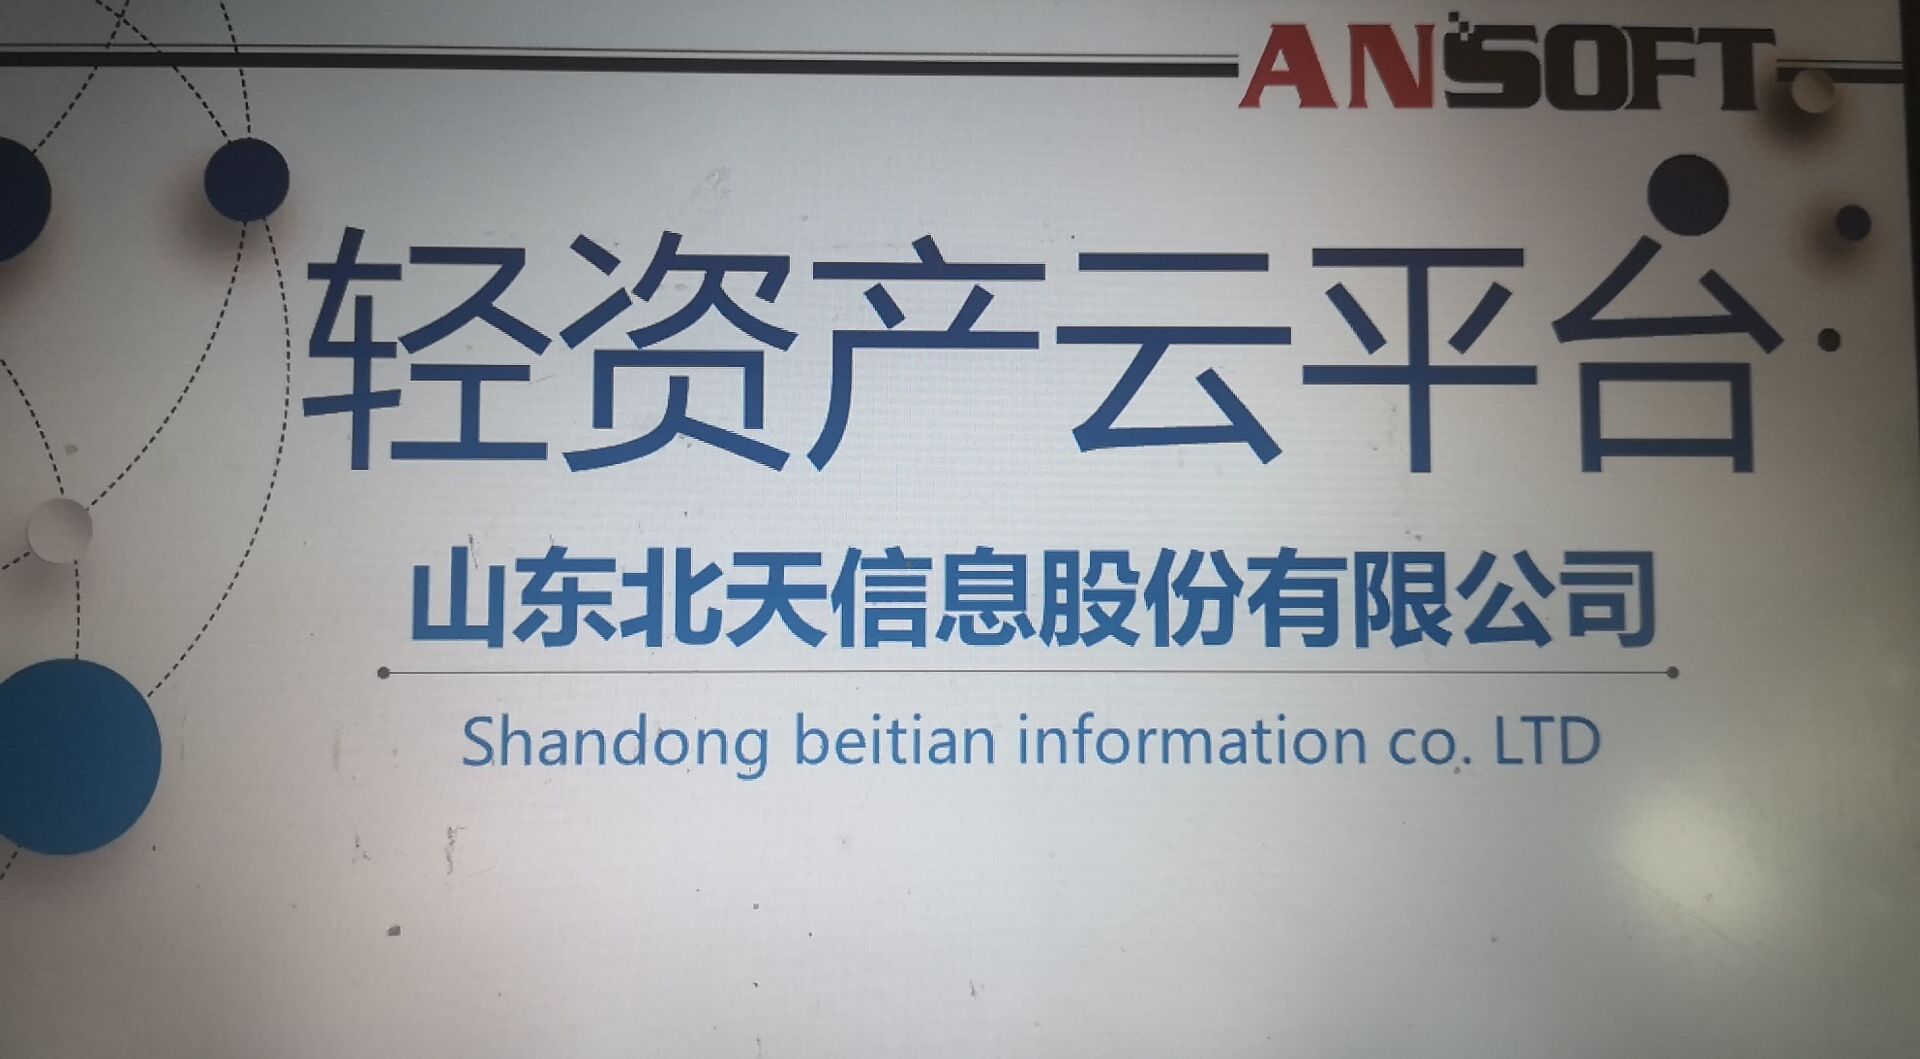 ANSOFT
轻资产云平台
山东北天信息股份有限公司
Shandong beitian information co. LTD